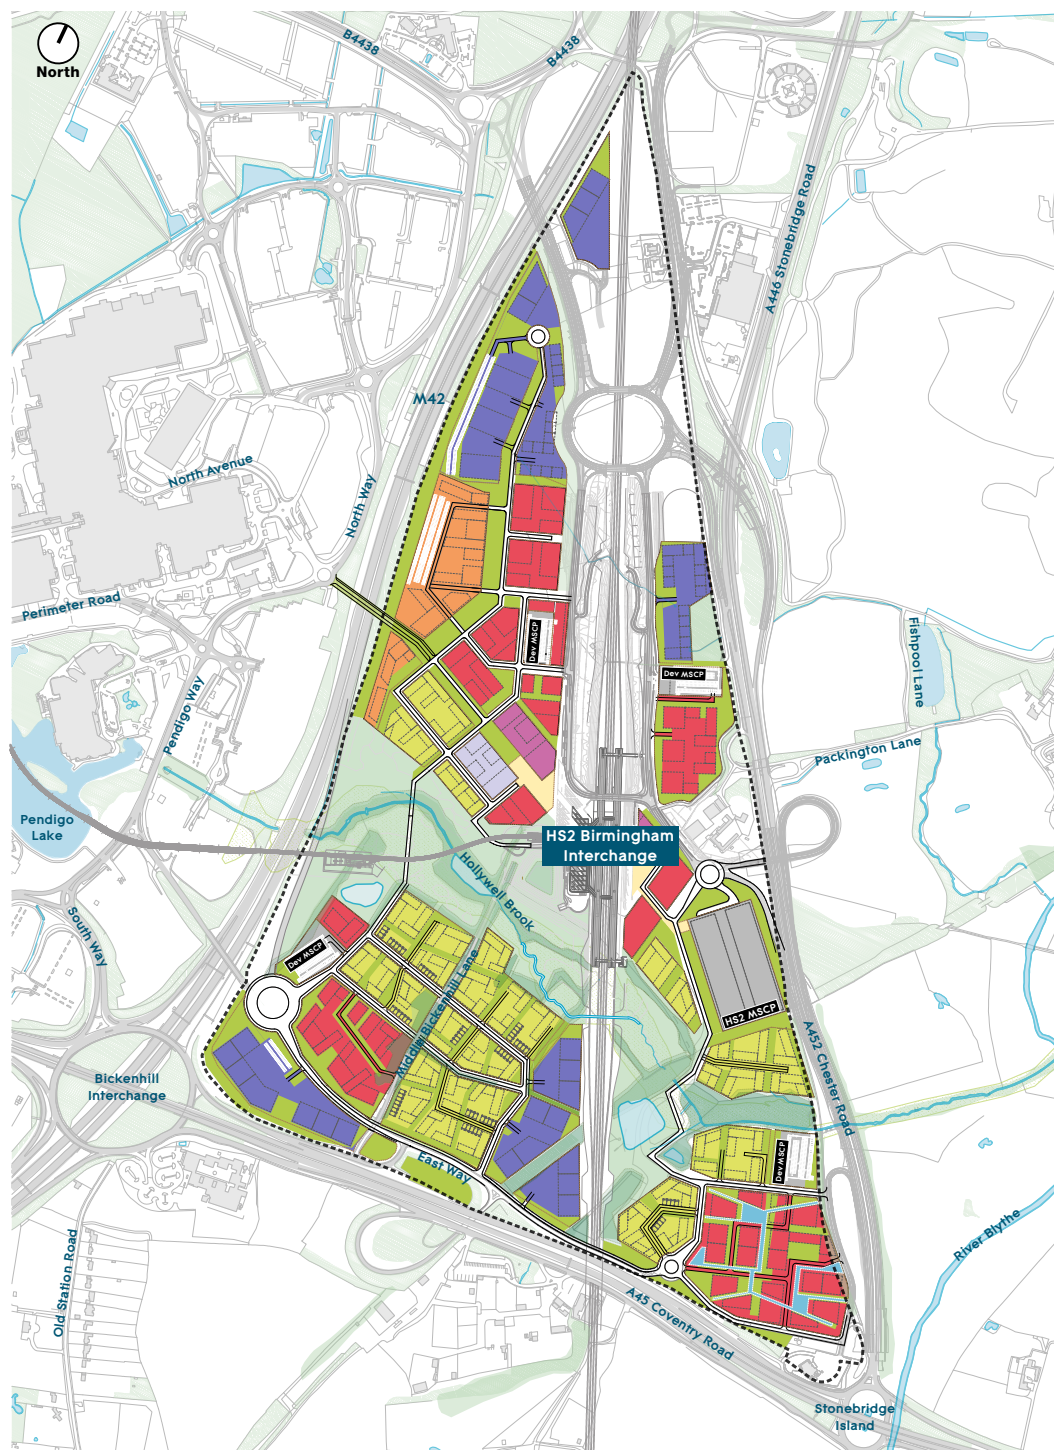 North
B4438
B4438
A446 Stonebridge Road
M42
North Avenue
North Way
Perimeter Road
Dev MSCP
Dev MSCP
Fishpool Lane
Pendigo Way
Packington Lane
Pendigo
Lake
HS2 Birmingham
Interchange
Hollywell Brook
South Way
Dev MSCP
Middle Bickenhill Lane
HS2 MSCP
A452 Chester Road
Bickenhill
Interchange
Dev MSCP
East Way
River Blythe
Old Station Road
A45 Coventry Road
Stonebridge
Island